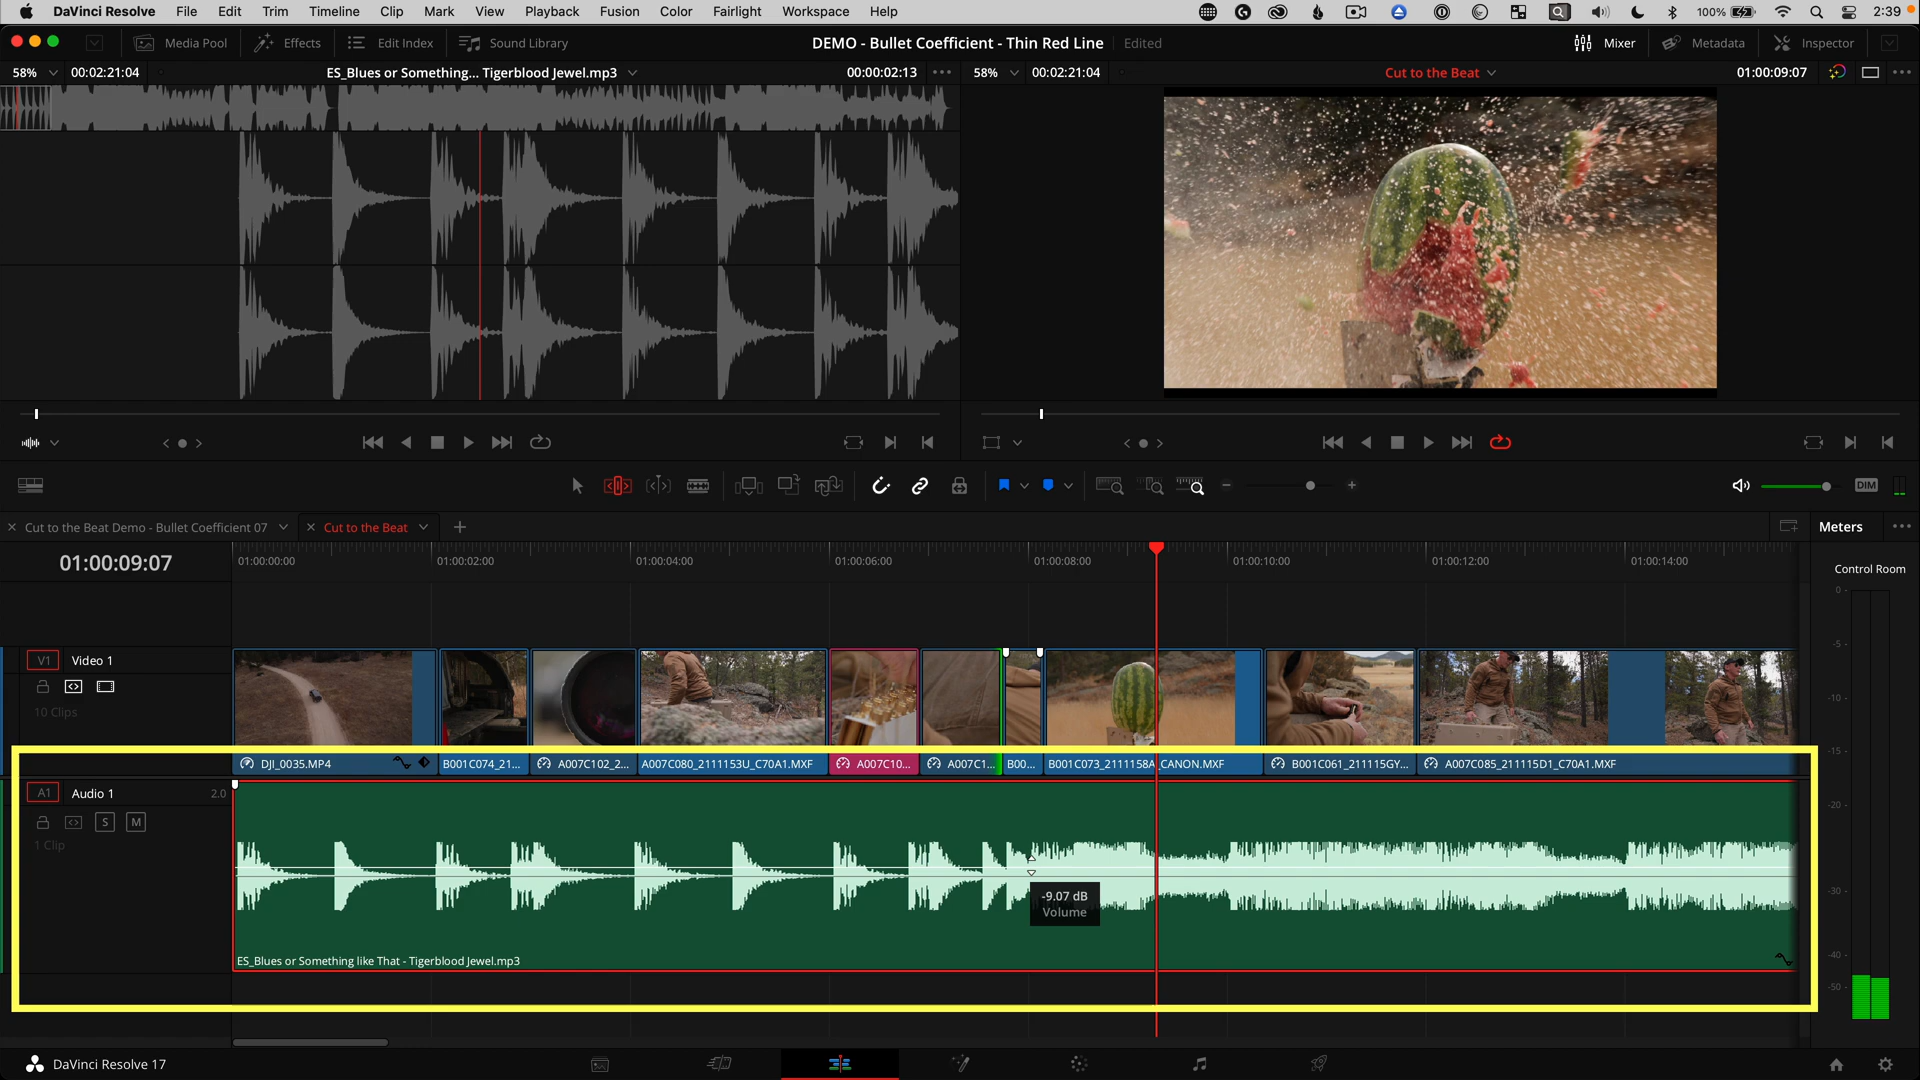 DaVinci Resolve File Edit Trim Timeline Clip Mark View Playback Fusion Color Fairlight Workspace Help 100% 2:39
Media Pool Effects Edit Index Sound Library DEMO - Bullet Coefficient - Thin Red Line Edited Mixer Metadata Inspector
58% 00:02:21:04 ES_Blues or Something... Tigerblood Jewel.mp3 00:00:02:13 58% 00:02:21:04 Cut to the Beat 01:00:09:07
DIM
Cut to the Beat Demo - Bullet Coefficient 07 Cut to the Beat Meters
01:00:09:07 01:00:00:00 01:00:02:00 01:00:04:00 01:00:06:00 01:00:08:00 01:00:10:00 01:00:12:00 01:00:14:00
Control Room
0
-5
V1 Video 1
-10
10 Clips
-15
DJI_0035.MP4 B001C074_21... A007C102_2... A007C080_2111153U_C70A1.MXF A007C10... A007C1... B00... B001C073_2111158A_CANON.MXF B001C061_211115GY... A007C085_211115D1_C70A1.MXF
A1 Audio 1 2.0
-20
S M
1 Clip
-30
-9.07 dB
Volume
-40
ES_Blues or Something like That - Tigerblood Jewel.mp3
-50
DaVinci Resolve 17